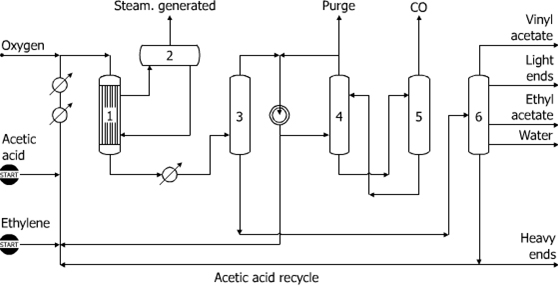 Steam. generated
Purge
CO
Vinyl
acetate
Oxygen
2
Light
ends
1
3
4
5
6
Ethyl
acetate
Water
Acetic
acid
START
Ethylene
START
Heavy
ends
Acetic acid recycle